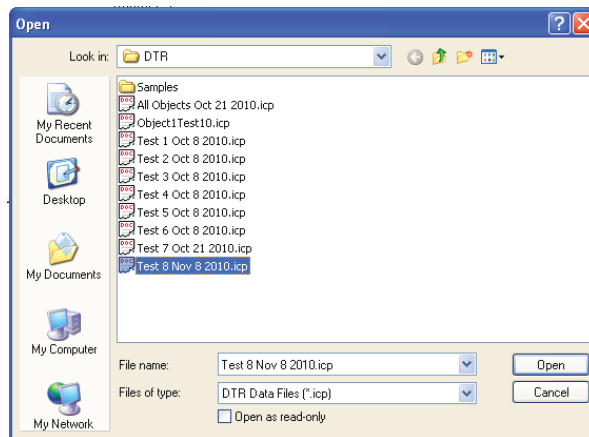 Open
Look in:
DTR
My Recent
Documents
Desktop
My Documents
My Computer
My Network
Samples
All Objects Oct 21 2010.icp
Object1Test10.icp
Test 1 Oct 8 2010.icp
Test 2 Oct 8 2010.icp
Test 3 Oct 8 2010.icp
Test 4 Oct 8 2010.icp
Test 5 Oct 8 2010.icp
Test 6 Oct 8 2010.icp
Test 7 Oct 21 2010.icp
Test 8 Nov 8 2010.icp
File name:
Test 8 Nov 8 2010.icp
Open
Files of type:
DTR Data Files (*.icp)
Cancel
Open as read-only